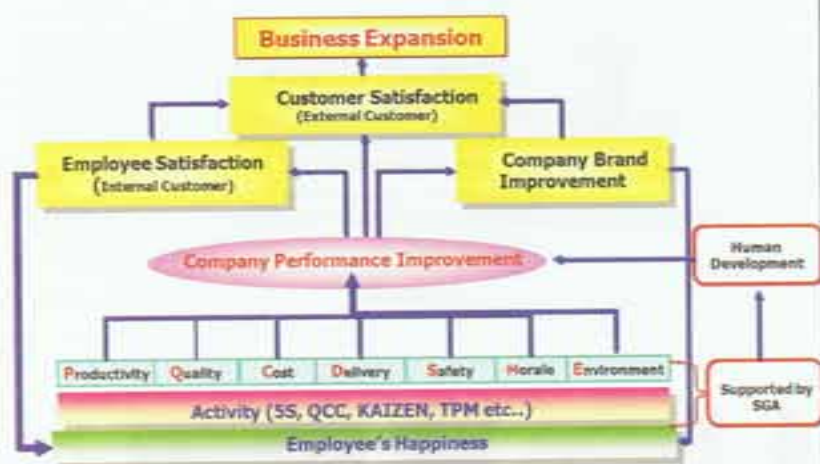 Business Expansion
Customer Satisfaction
(External Customer)
Employee Satisfaction
(Internal Customer)
Company Brand
Improvement
Company Performance Improvement
Human
Development
Productivity
Quality
Cost
Delivery
Safety
Morale
Environment
Supported by
SGA
Activity (5S, QCC, KAIZEN, TPM etc..)
Employee's Happiness